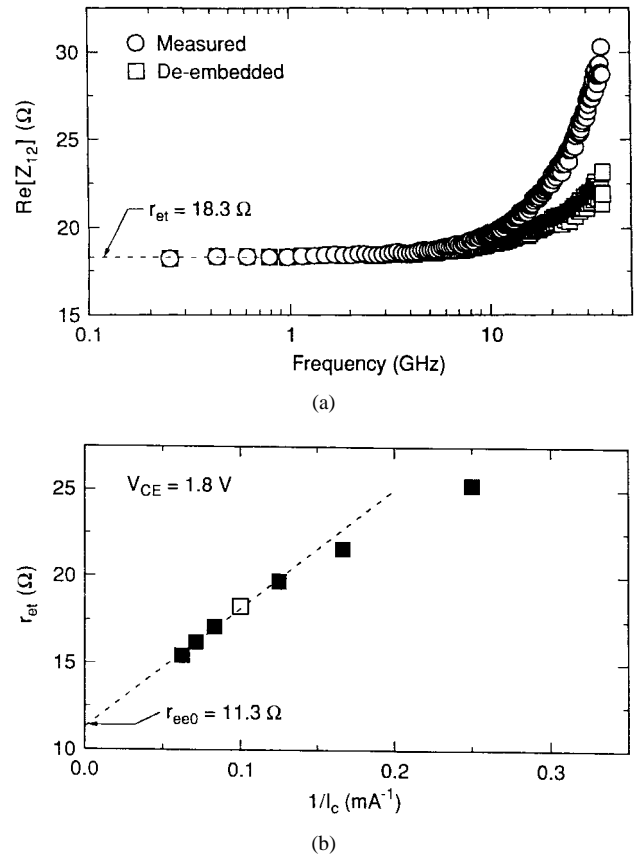 30
25
20
15
Re[Z12] (Ω)
Measured
De-embedded
ret = 18.3 Ω
0.1
1
10
Frequency (GHz)
(a)
25
20
15
10
ret (Ω)
VCE = 1.8 V
ree0 = 11.3 Ω
0.0
0.1
0.2
0.3
1/Ic (mA-1)
(b)